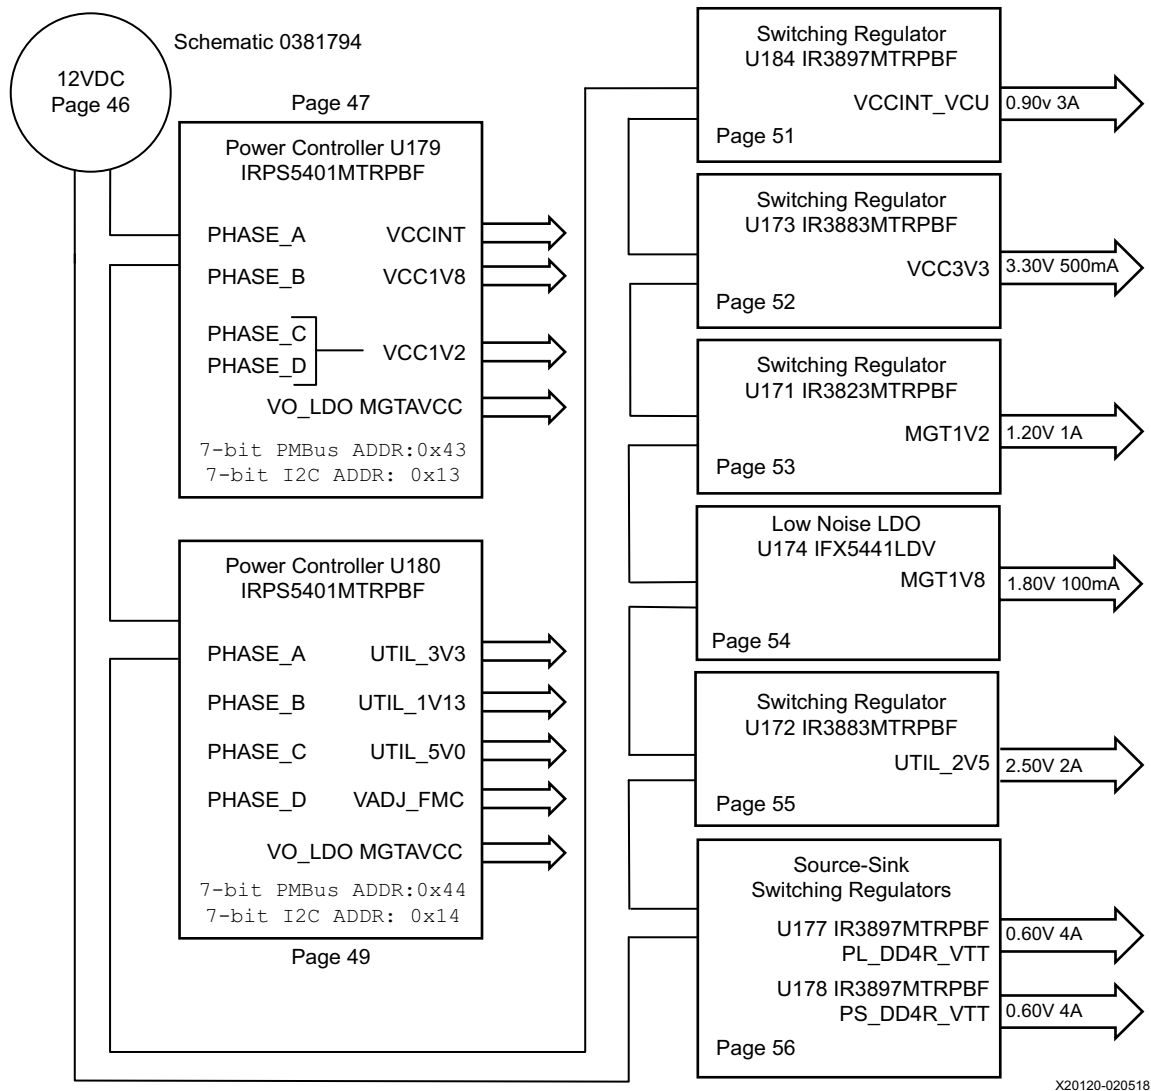 Schematic 0381794
12VDC
Page 46
Page 47
Power Controller U179
IRPS5401MTRPBF
PHASE_A VCCINT
PHASE_B VCC1V8
PHASE_C
PHASE_D
VCC1V2
VO_LDO MGTAVCC
7-bit PMBus ADDR:0x43
7-bit I2C ADDR: 0x13
Power Controller U180
IRPS5401MTRPBF
PHASE_A UTIL_3V3
PHASE_B UTIL_1V13
PHASE_C UTIL_5V0
PHASE_D VADJ_FMC
VO_LDO MGTAVCC
7-bit PMBus ADDR:0x44
7-bit I2C ADDR: 0x14
Page 49
Switching Regulator
U184 IR3897MTRPBF
VCCINT_VCU 0.90v 3A
Page 51
Switching Regulator
U173 IR3883MTRPBF
VCC3V3 3.30V 500mA
Page 52
Switching Regulator
U171 IR3823MTRPBF
MGT1V2 1.20V 1A
Page 53
Low Noise LDO
U174 IFX5441LDV
MGT1V8 1.80V 100mA
Page 54
Switching Regulator
U172 IR3883MTRPBF
UTIL_2V5 2.50V 2A
Page 55
Source-Sink
Switching Regulators
U177 IR3897MTRPBF 0.60V 4A
PL_DD4R_VTT
U178 IR3897MTRPBF
PS_DD4R_VTT 0.60V 4A
Page 56
X20120-020518